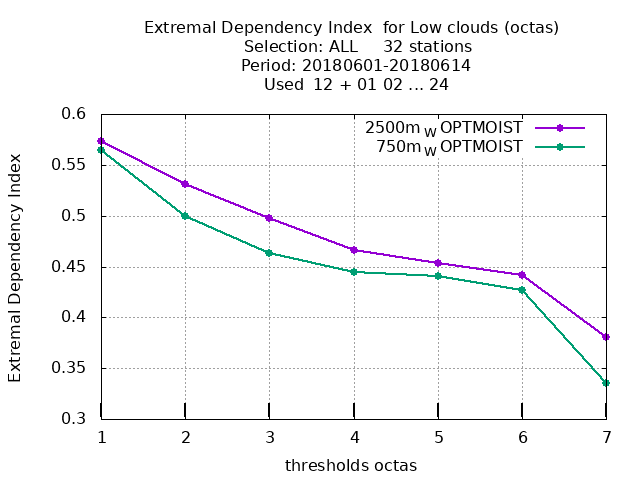 Extremal Dependency Index  for Low clouds (octas)
Selection: ALL     32 stations
Period: 20180601-20180614
Used  12 + 01 02 ... 24
2500m W OPTMOIST
750m W OPTMOIST
Extremal Dependency Index
0.6
0.55
0.5
0.45
0.4
0.35
0.3
1 2 3 4 5 6 7
thresholds octas